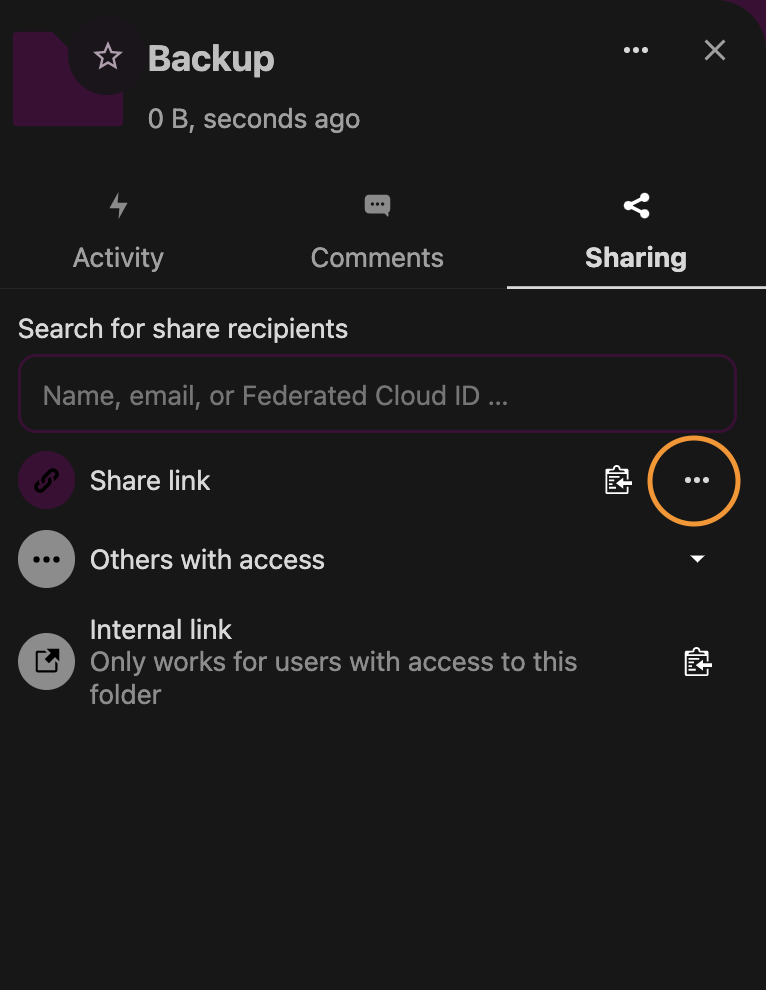 Backup
0 B, seconds ago
Activity
Comments
Sharing
Search for share recipients
Name, email, or Federated Cloud ID ...
Share link
Others with access
Internal link
Only works for users with access to this
folder